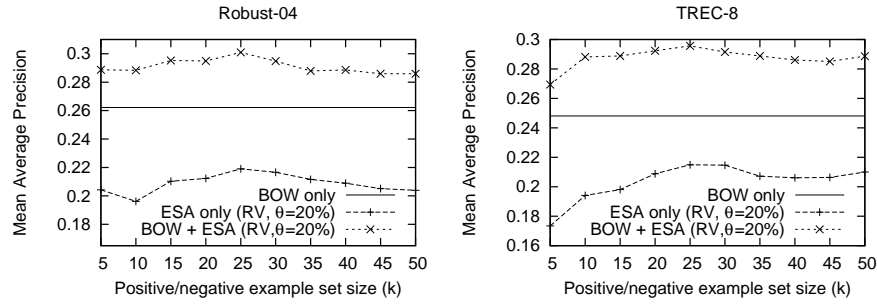 Robust-04
Mean Average Precision
0.3
0.28
0.26
0.24
0.22
0.2
0.18
BOW only
ESA only (RV, θ=20%)
BOW + ESA (RV,θ=20%)
5 10 15 20 25 30 35 40 45 50
Positive/negative example set size (k)
TREC-8
Mean Average Precision
0.3
0.28
0.26
0.24
0.22
0.2
0.18
0.16
BOW only
ESA only (RV, θ=20%)
BOW + ESA (RV,θ=20%)
5 10 15 20 25 30 35 40 45 50
Positive/negative example set size (k)